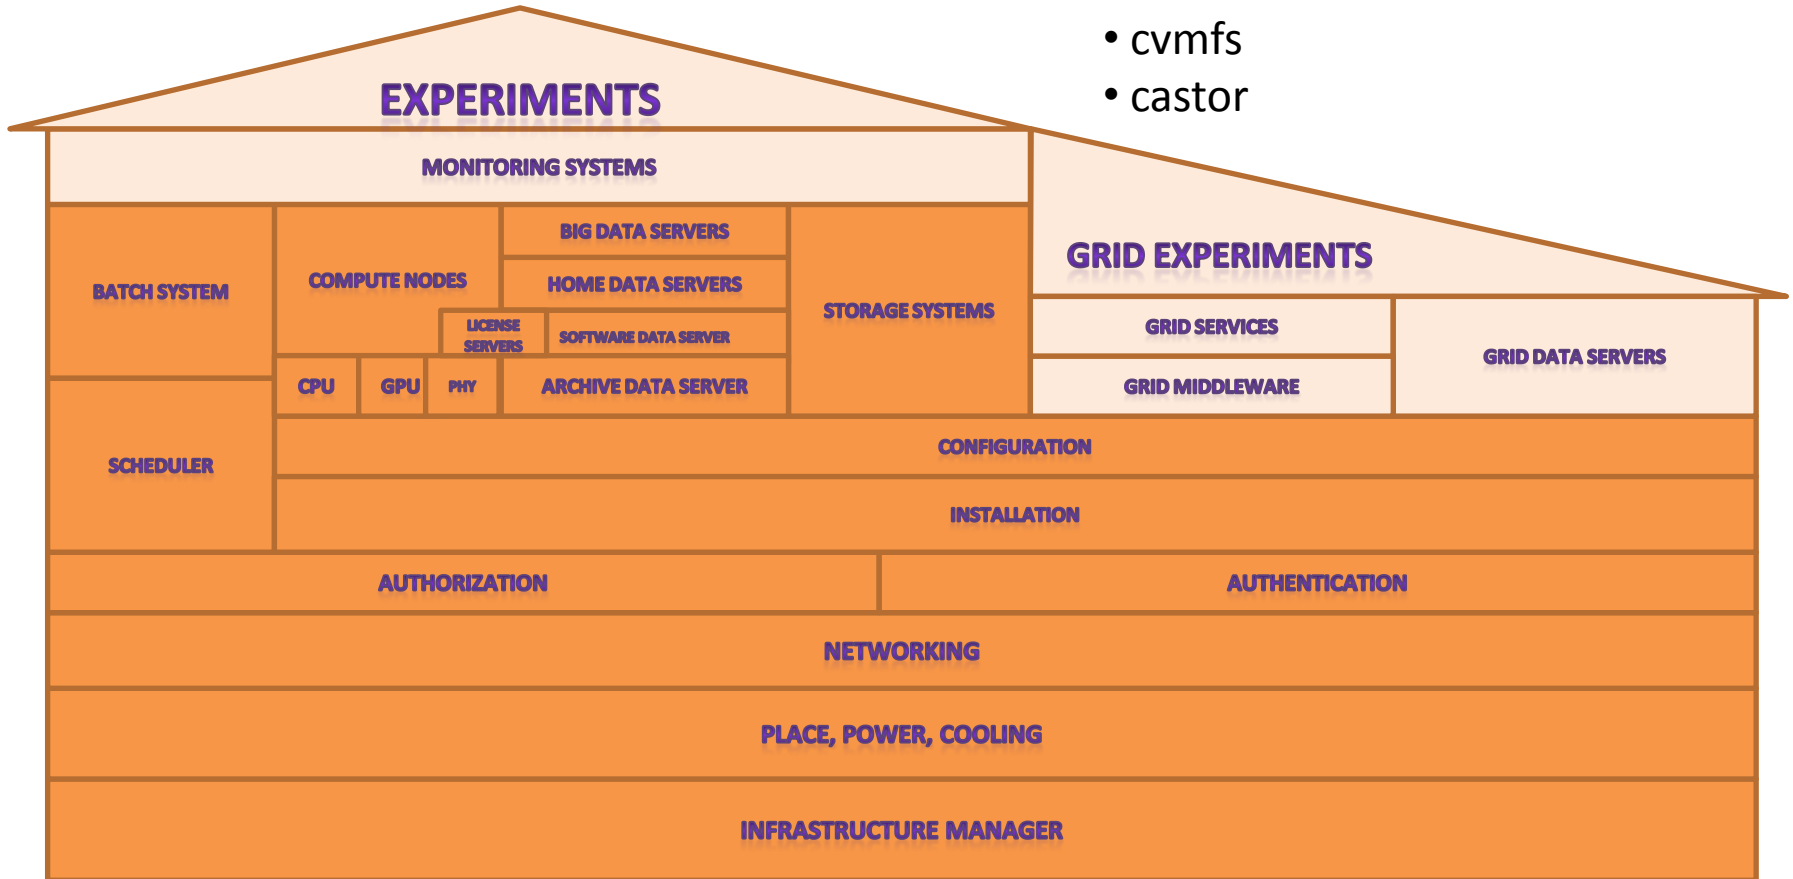 • cvmfs
• castor
EXPERIMENTS
MONITORING SYSTEMS
BIG DATA SERVERS
GRID EXPERIMENTS
BATCH SYSTEM
COMPUTE NODES
HOME DATA SERVERS
STORAGE SYSTEMS
LICENSE
SERVERS
SOFTWARE DATA SERVER
GRID SERVICES
GRID DATA SERVERS
CPU
GPU
PHY
ARCHIVE DATA SERVER
GRID MIDDLEWARE
SCHEDULER
CONFIGURATION
INSTALLATION
AUTHORIZATION
AUTHENTICATION
NETWORKING
PLACE, POWER, COOLING
INFRASTRUCTURE MANAGER